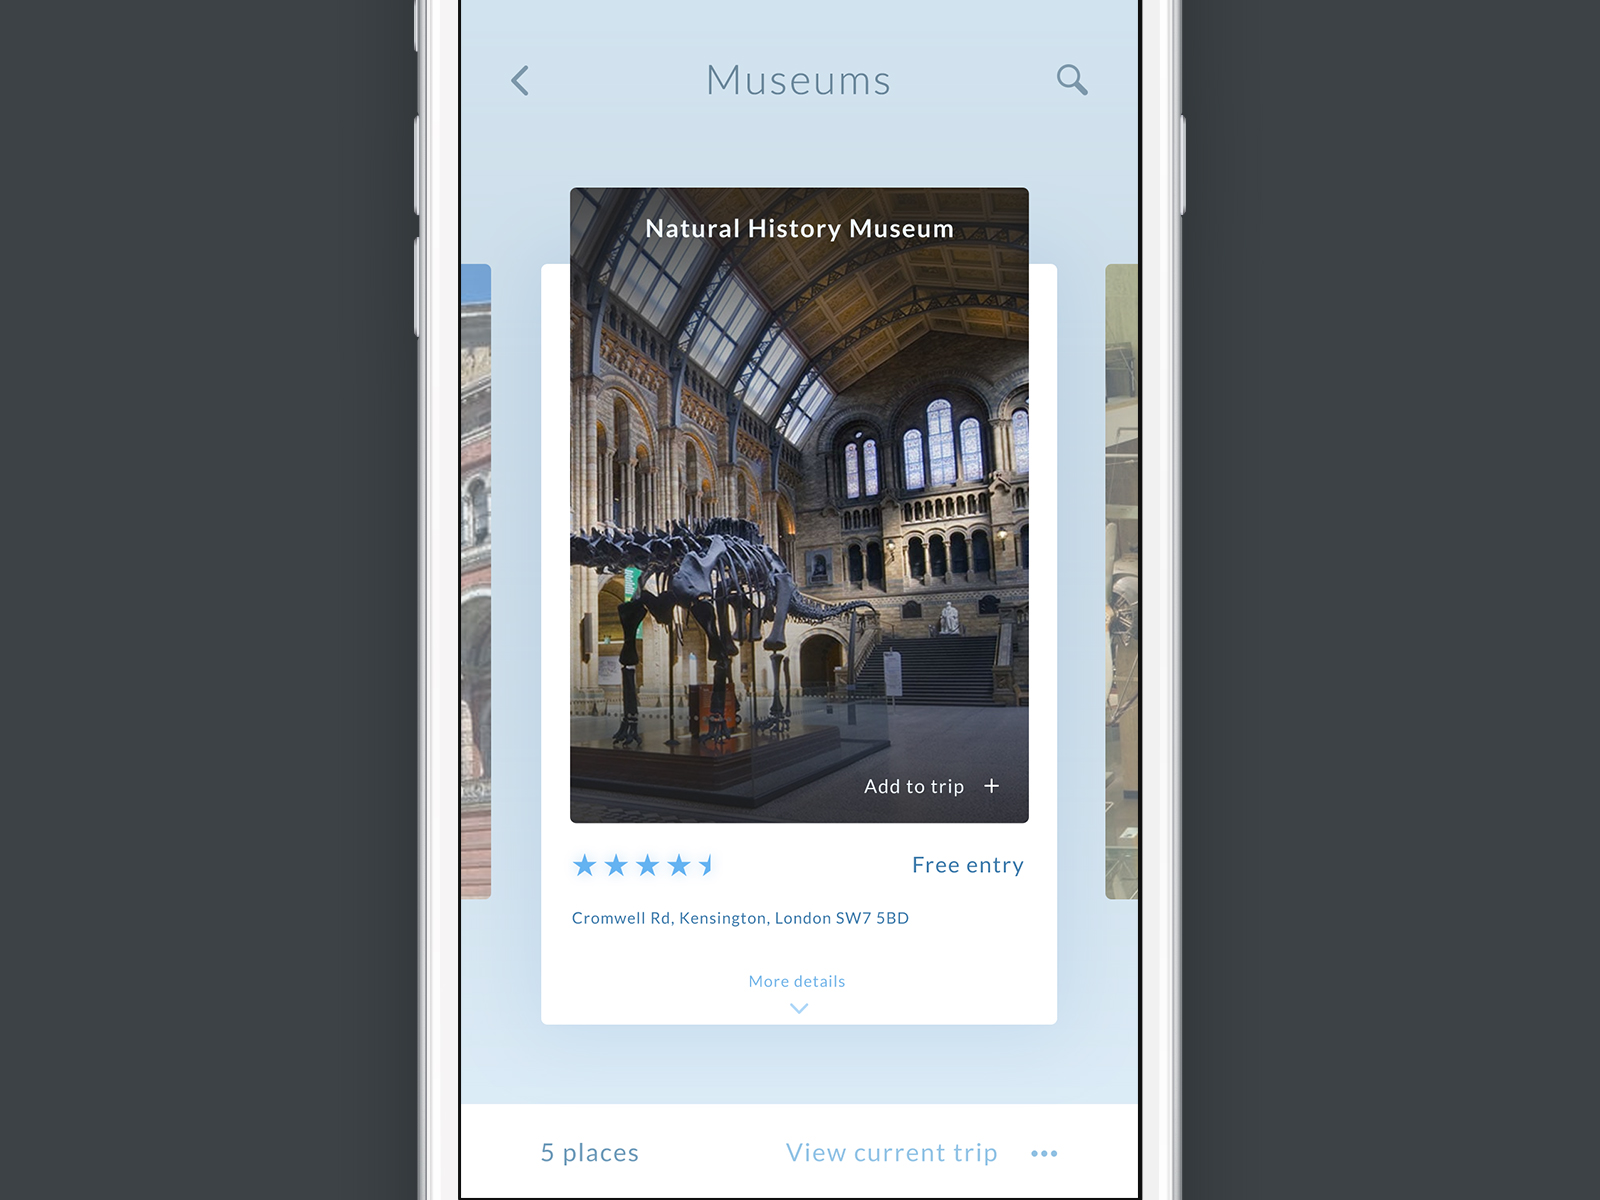 Museums
Natural History Museum
Add to trip +
Free entry
Cromwell Rd, Kensington, London SW7 5BD
More details
5 places
View current trip